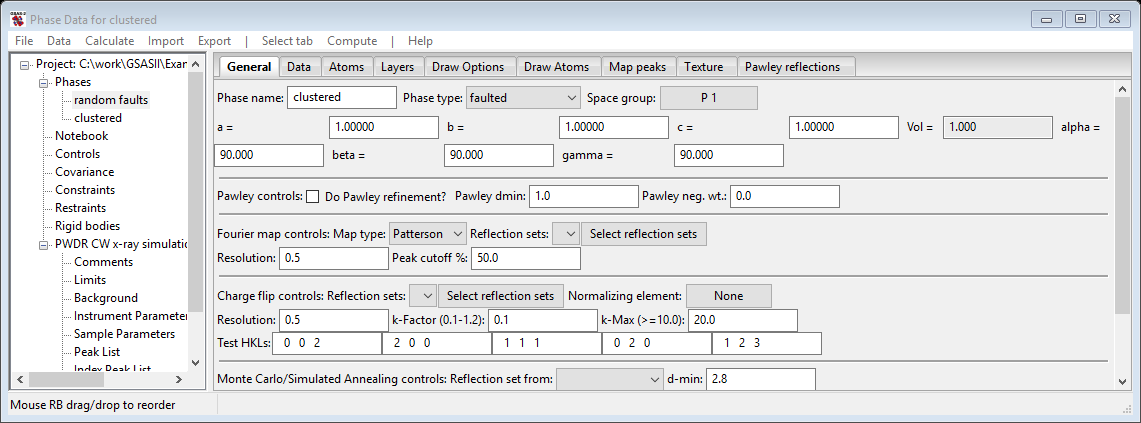 GSAS-II
Phase Data for clustered
File Data Calculate Import Export | Select tab Compute | Help
Project: C:\work\GSASII\Exam
Phases
random faults
clustered
Notebook
Controls
Covariance
Constraints
Restraints
Rigid bodies
PWDR CW x-ray simulatio
Comments
Limits
Background
Instrument Parameter
Sample Parameters
Peak List
Index Peak List
General Data Atoms Layers Draw Options Draw Atoms Map peaks Texture Pawley reflections
Phase name: clustered Phase type: faulted Space group: P 1
a = 1.00000 b = 1.00000 c = 1.00000 Vol = 1.000 alpha =
90.000 beta = 90.000 gamma = 90.000
Pawley controls: Do Pawley refinement? Pawley dmin: 1.0 Pawley neg. wt.: 0.0
Fourier map controls: Map type: Patterson Reflection sets: Select reflection sets
Resolution: 0.5 Peak cutoff %: 50.0
Charge flip controls: Reflection sets: Select reflection sets Normalizing element: None
Resolution: 0.5 k-Factor (0.1-1.2): 0.1 k-Max (>=10.0): 20.0
Test HKLs: 0 0 2 2 0 0 1 1 1 0 2 0 1 2 3
Monte Carlo/Simulated Annealing controls: Reflection set from: d-min: 2.8
Mouse RB drag/drop to reorder